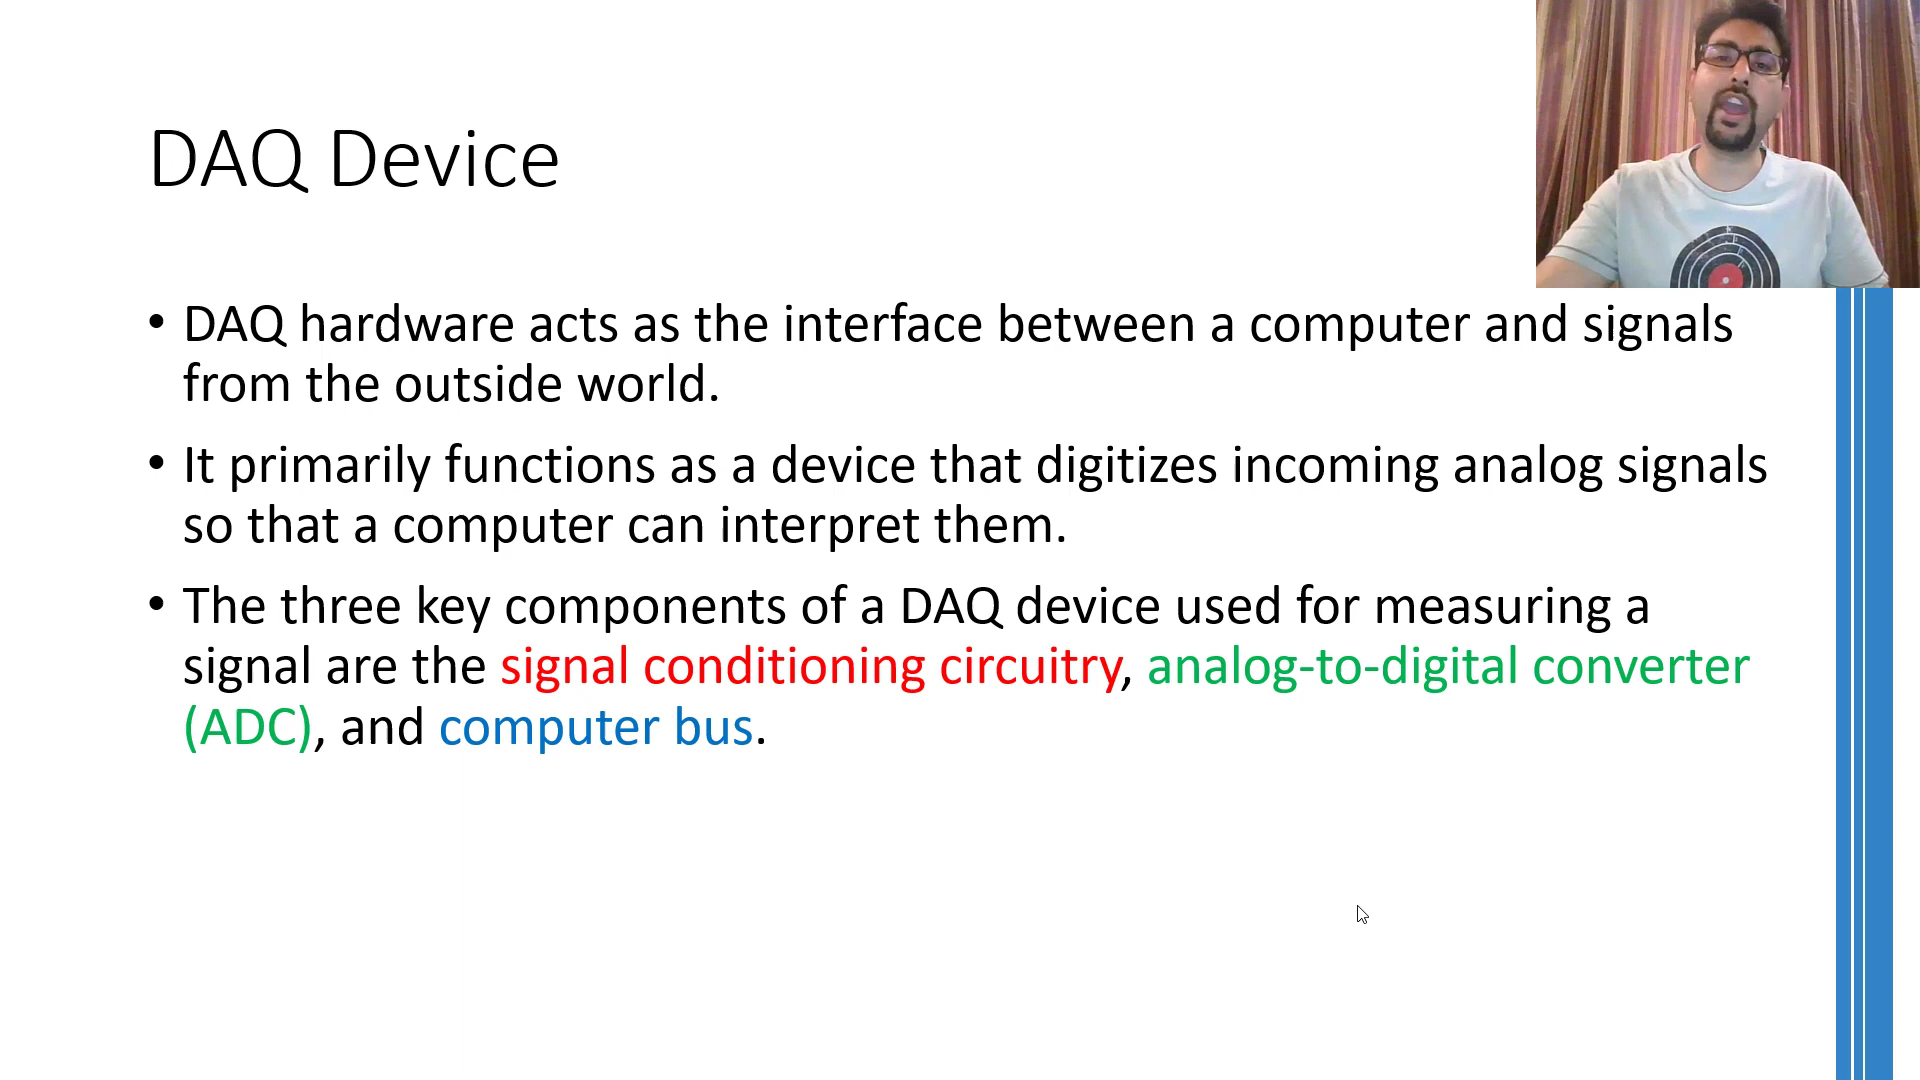 DAQ Device
• DAQ hardware acts as the interface between a computer and signals
from the outside world.
• It primarily functions as a device that digitizes incoming analog signals
so that a computer can interpret them.
• The three key components of a DAQ device used for measuring a
signal are the signal conditioning circuitry, analog-to-digital converter
(ADC), and computer bus.